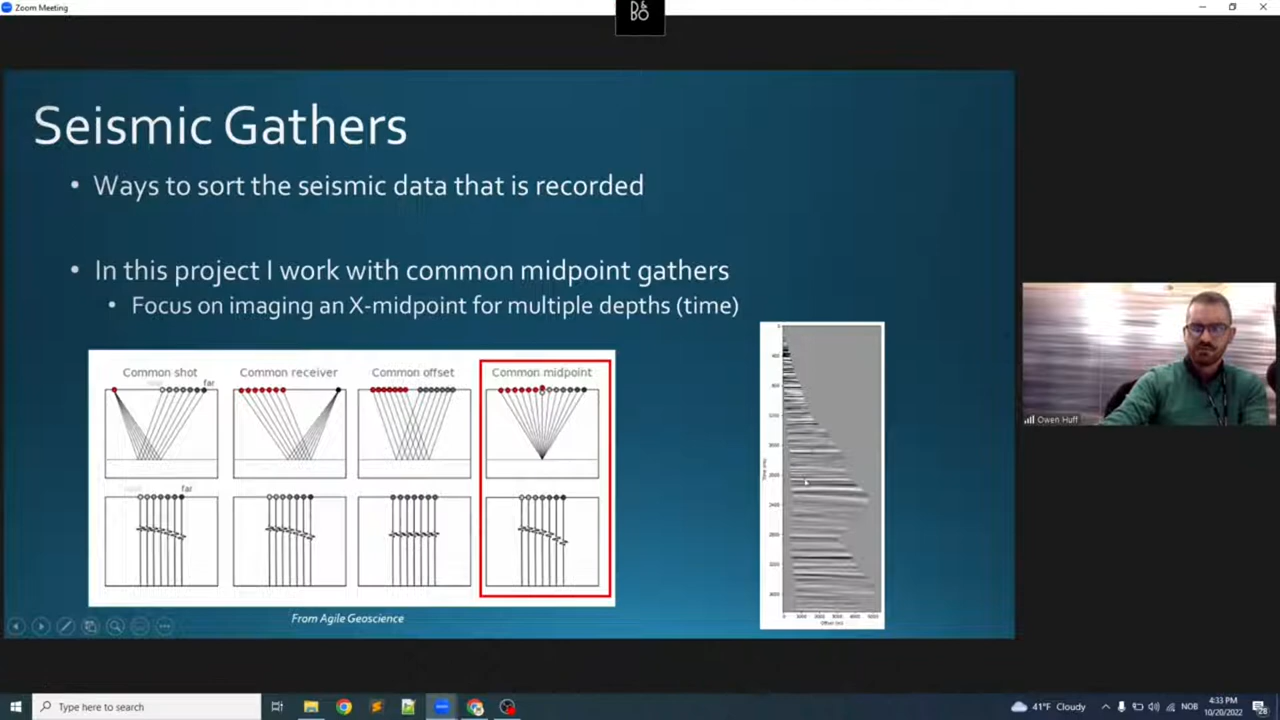 Zoom Meeting
B&O
Seismic Gathers
• Ways to sort the seismic data that is recorded
• In this project I work with common midpoint gathers
• Focus on imaging an X-midpoint for multiple depths (time)
Common shot
Common receiver
Common offset
Common midpoint
far
far
From Agile Geoscience
Offset (m)
Owen Huff
Type here to search
41°F Cloudy
NOB
4:33 PM
10/20/2022
28